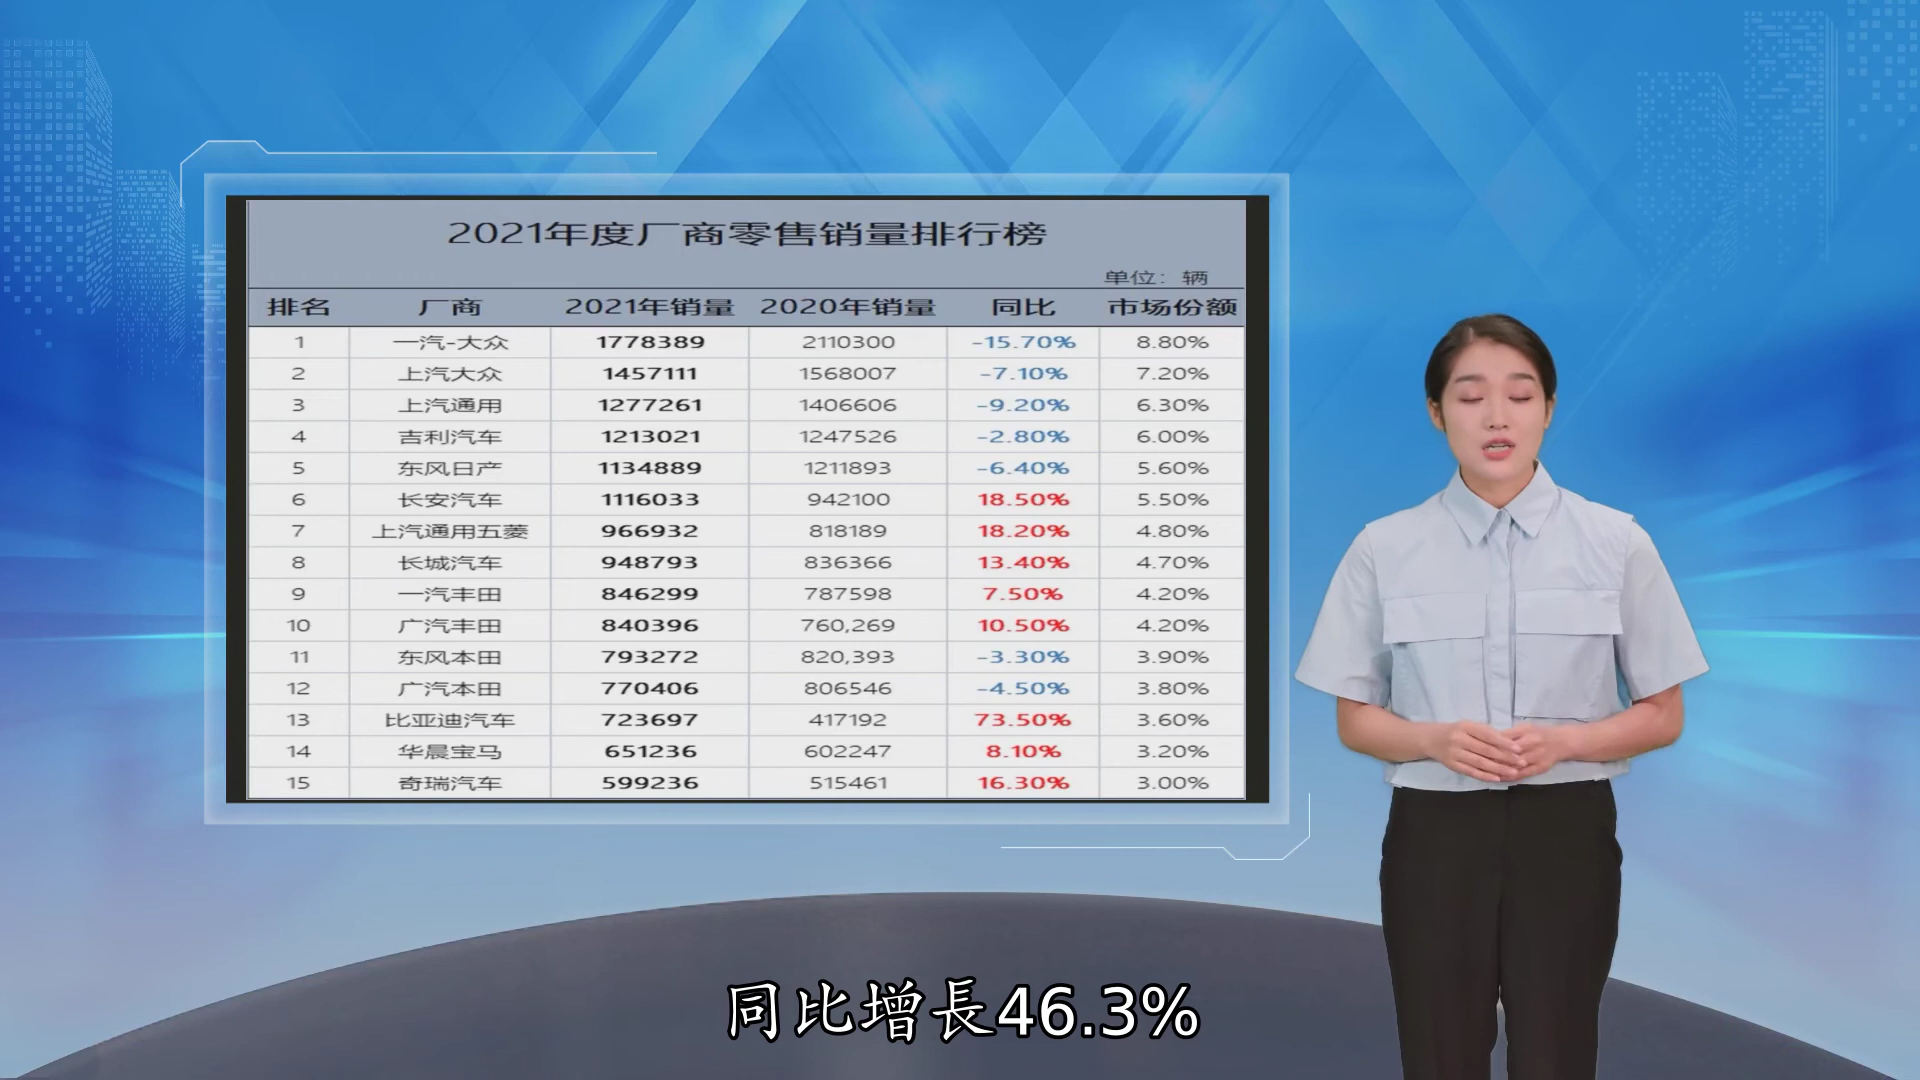 2021年度厂商零售销量排行榜
单位：辆
排名 厂商 2021年销量 2020年销量 同比 市场份额
1 一汽-大众 1778389 2110300 -15.70% 8.80%
2 上汽大众 1457111 1568007 -7.10% 7.20%
3 上汽通用 1277261 1406606 -9.20% 6.30%
4 吉利汽车 1213021 1247526 -2.80% 6.00%
5 东风日产 1134889 1211893 -6.40% 5.60%
6 长安汽车 1116033 942100 18.50% 5.50%
7 上汽通用五菱 966932 818189 18.20% 4.80%
8 长城汽车 948793 836366 13.40% 4.70%
9 一汽丰田 846299 787598 7.50% 4.20%
10 广汽丰田 840396 760,269 10.50% 4.20%
11 东风本田 793272 820,393 -3.30% 3.90%
12 广汽本田 770406 806546 -4.50% 3.80%
13 比亚迪汽车 723697 417192 73.50% 3.60%
14 华晨宝马 651236 602247 8.10% 3.20%
15 奇瑞汽车 599236 515461 16.30% 3.00%
同比增長46.3%